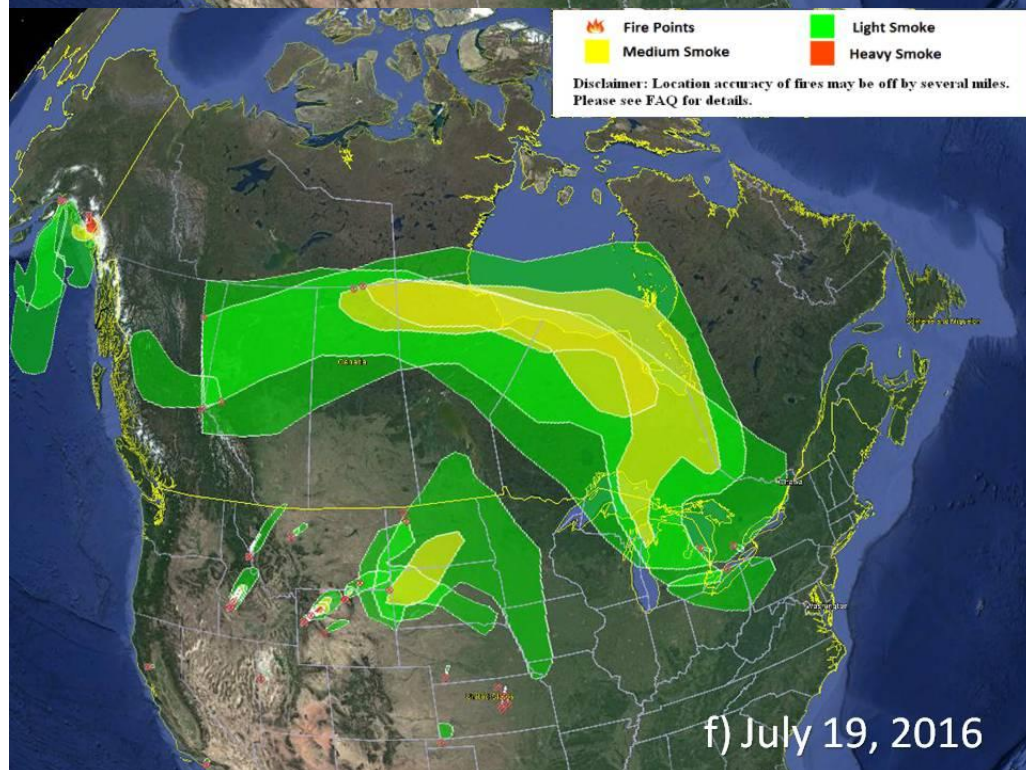 Fire Points
Light Smoke
Medium Smoke
Heavy Smoke
Disclaimer: Location accuracy of fires may be off by several miles.
Please see FAQ for details.
Canada
f) July 19, 2016